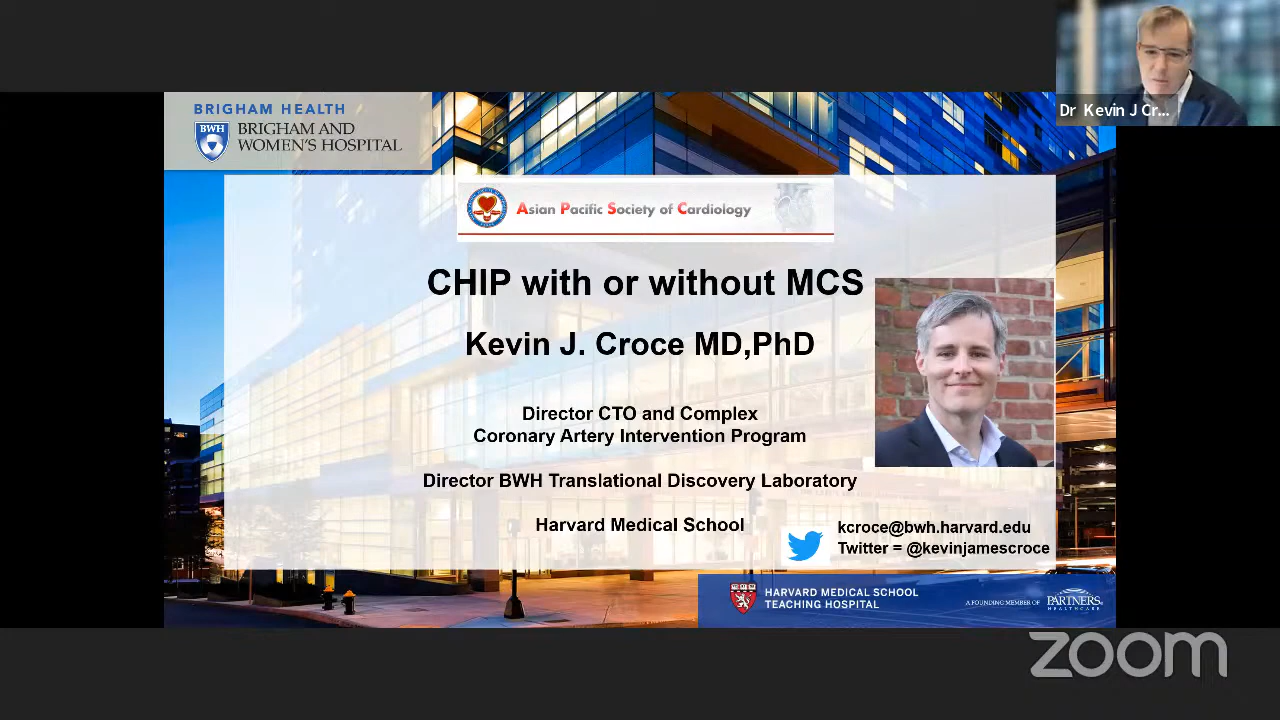 Dr Kevin J Cr...
BRIGHAM HEALTH
BWH
BRIGHAM AND
WOMEN'S HOSPITAL
Asian Pacific Society of Cardiology
CHIP with or without MCS
Kevin J. Croce MD,PhD
Director CTO and Complex
Coronary Artery Intervention Program
Director BWH Translational Discovery Laboratory
Harvard Medical School
kcroce@bwh.harvard.edu
Twitter = @kevinjamescroce
HARVARD MEDICAL SCHOOL
TEACHING HOSPITAL
A FOUNDING MEMBER OF
PARTNERS
HEALTHCARE
zoom